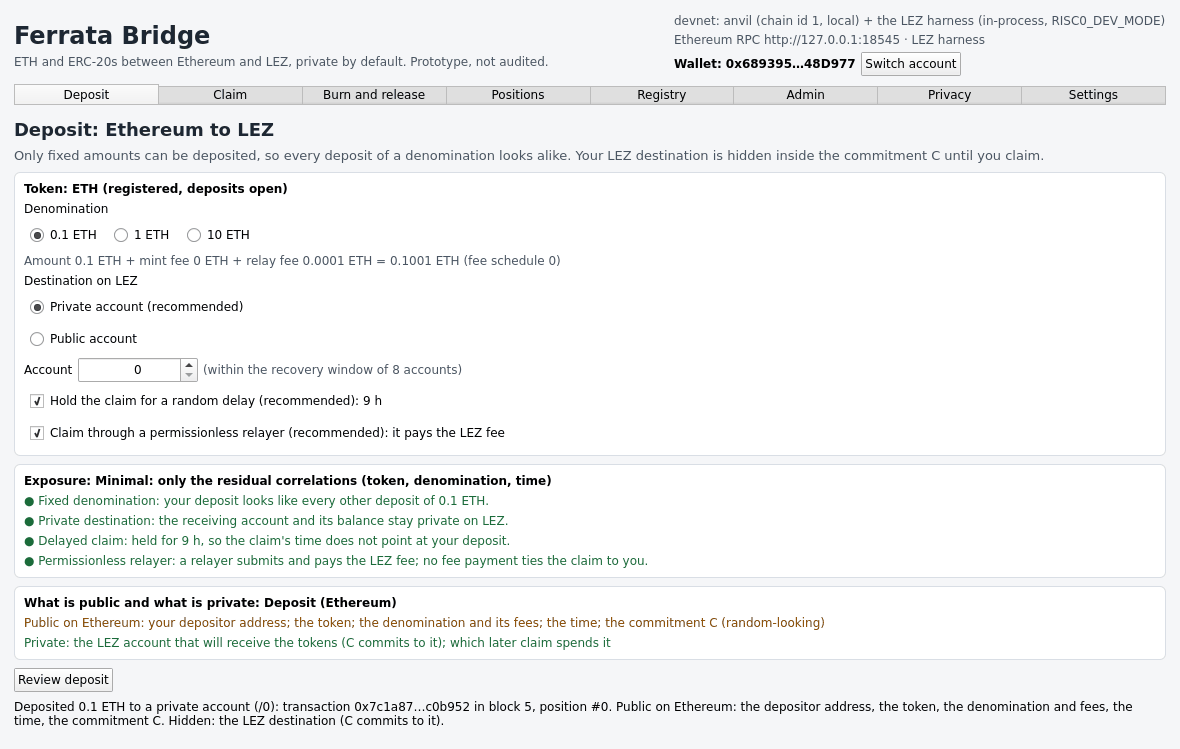 Ferrata Bridge
ETH and ERC-20s between Ethereum and LEZ, private by default. Prototype, not audited.
devnet: anvil (chain id 1, local) + the LEZ harness (in-process, RISC0_DEV_MODE)
Ethereum RPC http://127.0.0.1:18545 · LEZ harness
Wallet: 0x689395...48D977 Switch account
Deposit Claim Burn and release Positions Registry Admin Privacy Settings
Deposit: Ethereum to LEZ
Only fixed amounts can be deposited, so every deposit of a denomination looks alike. Your LEZ destination is hidden inside the commitment C until you claim.
Token: ETH (registered, deposits open)
Denomination
0.1 ETH 1 ETH 10 ETH
Amount 0.1 ETH + mint fee 0 ETH + relay fee 0.0001 ETH = 0.1001 ETH (fee schedule 0)
Destination on LEZ
Private account (recommended)
Public account
Account 0 (within the recovery window of 8 accounts)
Hold the claim for a random delay (recommended): 9 h
Claim through a permissionless relayer (recommended): it pays the LEZ fee
Exposure: Minimal: only the residual correlations (token, denomination, time)
● Fixed denomination: your deposit looks like every other deposit of 0.1 ETH.
● Private destination: the receiving account and its balance stay private on LEZ.
● Delayed claim: held for 9 h, so the claim's time does not point at your deposit.
● Permissionless relayer: a relayer submits and pays the LEZ fee; no fee payment ties the claim to you.
What is public and what is private: Deposit (Ethereum)
Public on Ethereum: your depositor address; the token; the denomination and its fees; the time; the commitment C (random-looking)
Private: the LEZ account that will receive the tokens (C commits to it); which later claim spends it
Review deposit
Deposited 0.1 ETH to a private account (/0): transaction 0x7c1a87...c0b952 in block 5, position #0. Public on Ethereum: the depositor address, the token, the denomination and fees, the
time, the commitment C. Hidden: the LEZ destination (C commits to it).